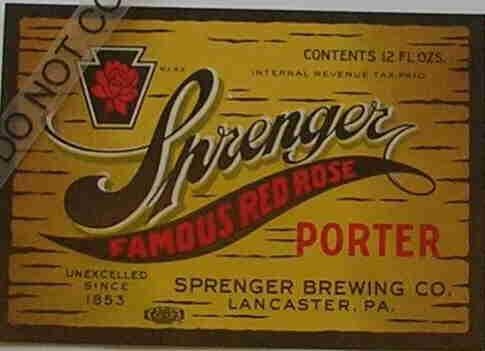 DO NOT CO
CONTENTS 12 FL. OZS.
INTERNAL REVENUE TAX PAID
Sprenger
FAMOUS RED ROSE
PORTER
UNEXCELLED
SINCE
1853
SPRENGER BREWING CO.
LANCASTER, PA.